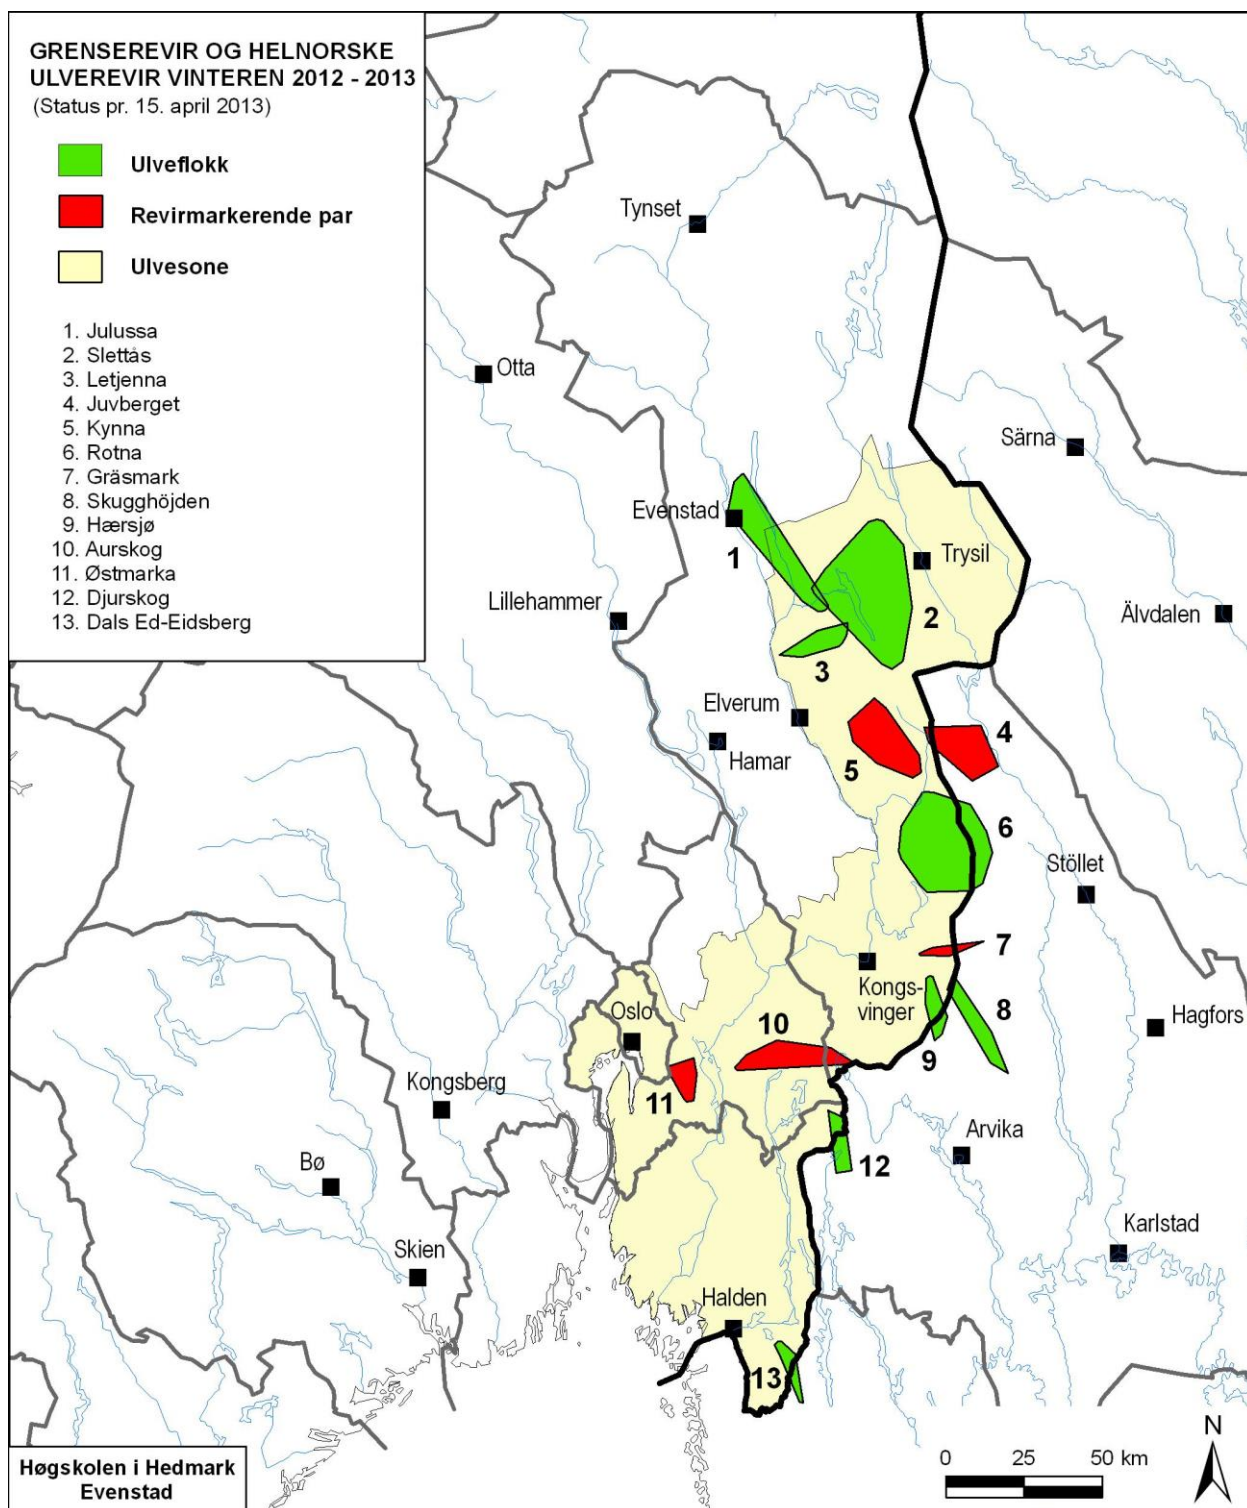 GRENSEREVIR OG HELNORSKE
ULVEREVIR VINTEREN 2012 - 2013
(Status pr. 15. april 2013)
Ulveflokk
Revirmarkerende par
Ulvesone
1. Julussa
2. Slettås
3. Letjenna
4. Juvberget
5. Kynna
6. Rotna
7. Gräsmark
8. Skugghöjden
9. Hærsjø
10. Aurskog
11. Østmarka
12. Djurskog
13. Dals Ed-Eidsberg
Tynset
Otta
Särna
Evenstad
1
Trysil
Lillehammer
2
Älvdalen
3
Elverum
4
Hamar
5
6
Stöllet
7
Kongs-
vinger
8
Hagfors
Oslo
10
9
Kongsberg
11
Arvika
Bø
12
Karlstad
Skien
Halden
13
N
0 25 50 km
Høgskolen i Hedmark
Evenstad